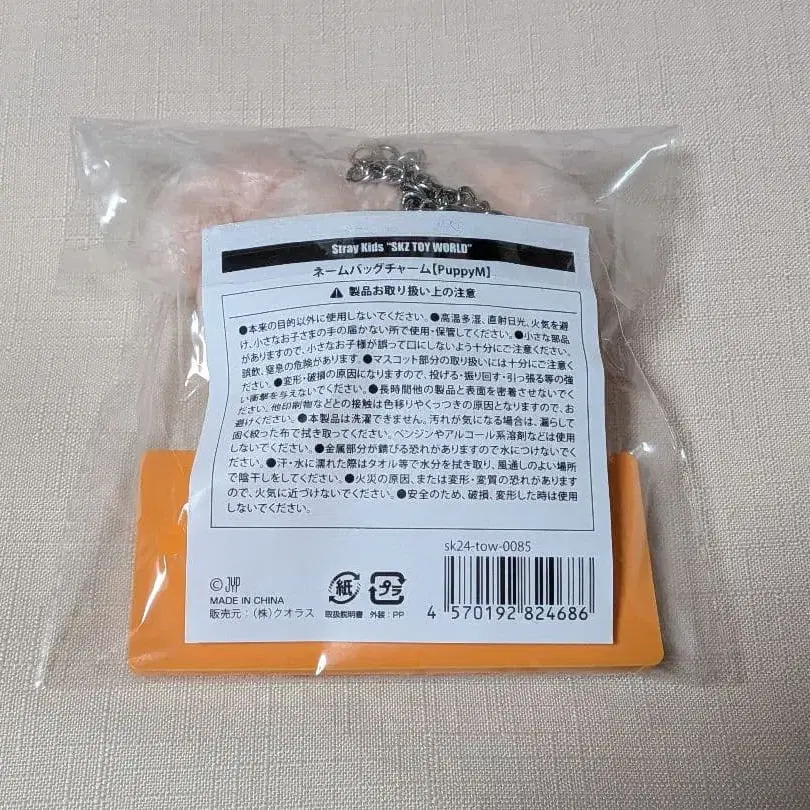 Stray Kids "SKZ TOY WORLD"
ネームバッグチャーム【PuppyM】
⚠ 製品お取り扱い上の注意
●本来の目的以外に使用しないでください。●高温多湿、直射日光、火気を避
け、小さなお子さまの手の届かない所で使用・保管してください。●小さな部品
がありますので、小さなお子様が誤って口にしないよう十分にご注意ください。
誤飲、窒息の危険があります。●マスコット部分の取り扱いには十分にご注意く
ださい。●変形・破損の原因になりますので、投げる・振り回す・引っ張る等の強
い衝撃を与えないでください。●長時間他の製品と表面を密着させないでく
ださい。他印刷物などとの接触は色移りやくっつきの原因となりますので、お
避けください。●本製品は洗濯できません。汚れが気になる場合は、濡らして
固く絞った布で拭き取ってください。ベンジンやアルコール系溶剤などは使用
しないでください。●金属部分が錆びる恐れがありますので水につけないでく
ださい。●汗・水に濡れた際はタオル等で水分を拭き取り、風通しのよい場所
で陰干しをしてください。●火災の原因、または変形・変質の恐れがあります
ので、火気に近づけないでください。●安全のため、破損、変形した時は使用
しないでください。
sk24-tow-0085
© JYP
MADE IN CHINA
販売元：(株)クオラス
紙
取扱説明書
プラ
外装：PP
4 570192 824686